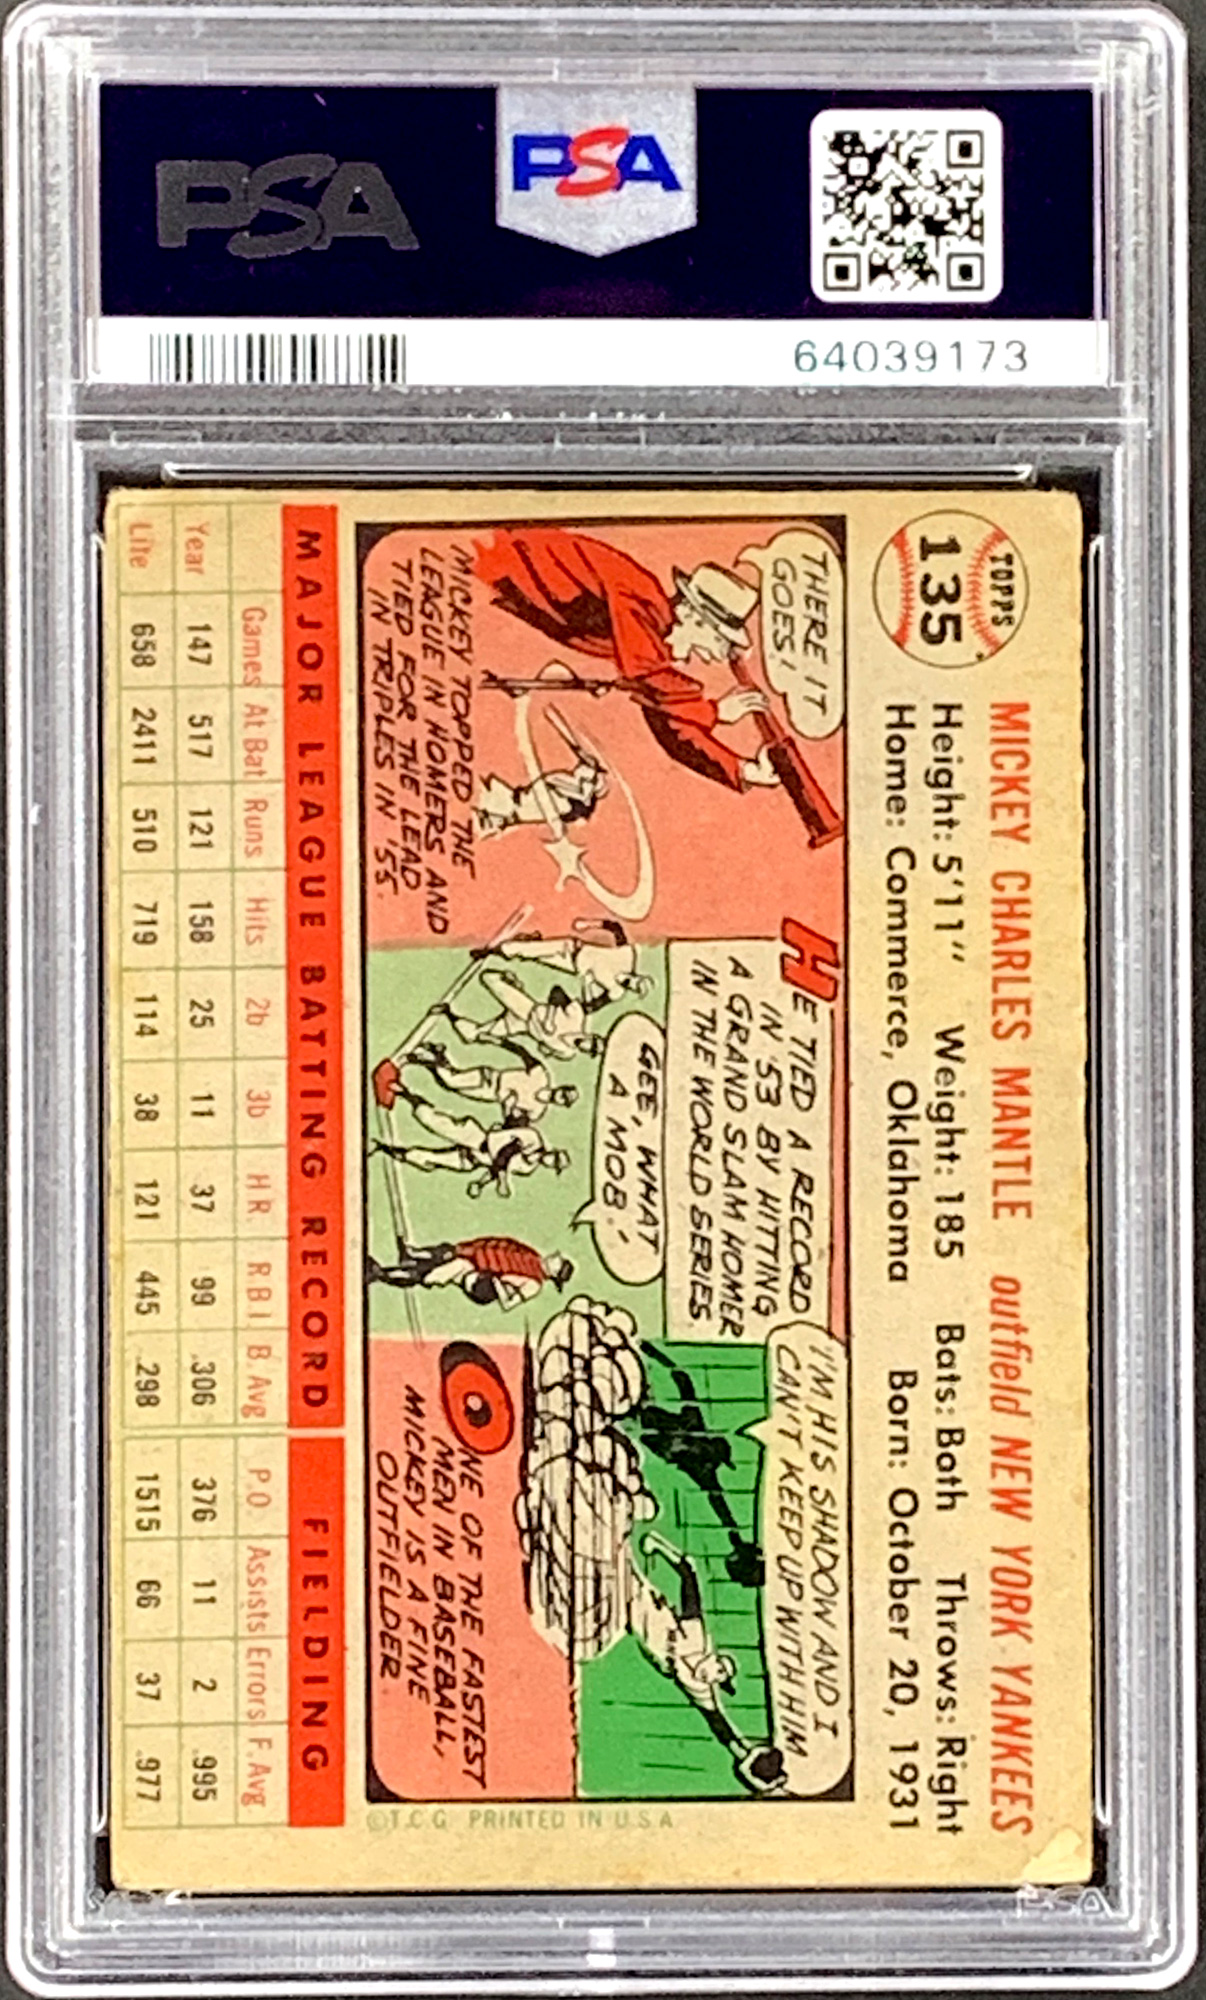 PSA
PSA
64039173
TOPPS
135
MICKEY CHARLES MANTLE outfield NEW YORK YANKEES
Height: 5'11" Weight: 185 Bats: Both Throws: Right
Home: Commerce, Oklahoma Born: October 20, 1931
THERE IT
GOES!
MICKEY TOPPED THE
LEAGUE IN HOMERS AND
TIED FOR THE LEAD
IN TRIPLES IN '55.
HE TIED A RECORD
IN '53 BY HITTING
A GRAND SLAM HOMER
IN THE WORLD SERIES.
GEE, WHAT
A MOB!
I'M HIS SHADOW AND I
CAN'T KEEP UP WITH HIM
ONE OF THE FASTEST
MEN IN BASEBALL,
MICKEY IS A FINE
OUTFIELDER.
©T.C.G. PRINTED IN U.S.A.
MAJOR LEAGUE BATTING RECORD FIELDING
Games At Bat Runs Hits 2b 3b H.R. R.B.I. B. Avg P.O. Assists Errors F. Avg
Year 147 517 121 158 25 11 37 99 .306 376 11 2 .995
Life 658 2411 510 719 114 38 121 445 .298 1515 66 37 .977
PSA